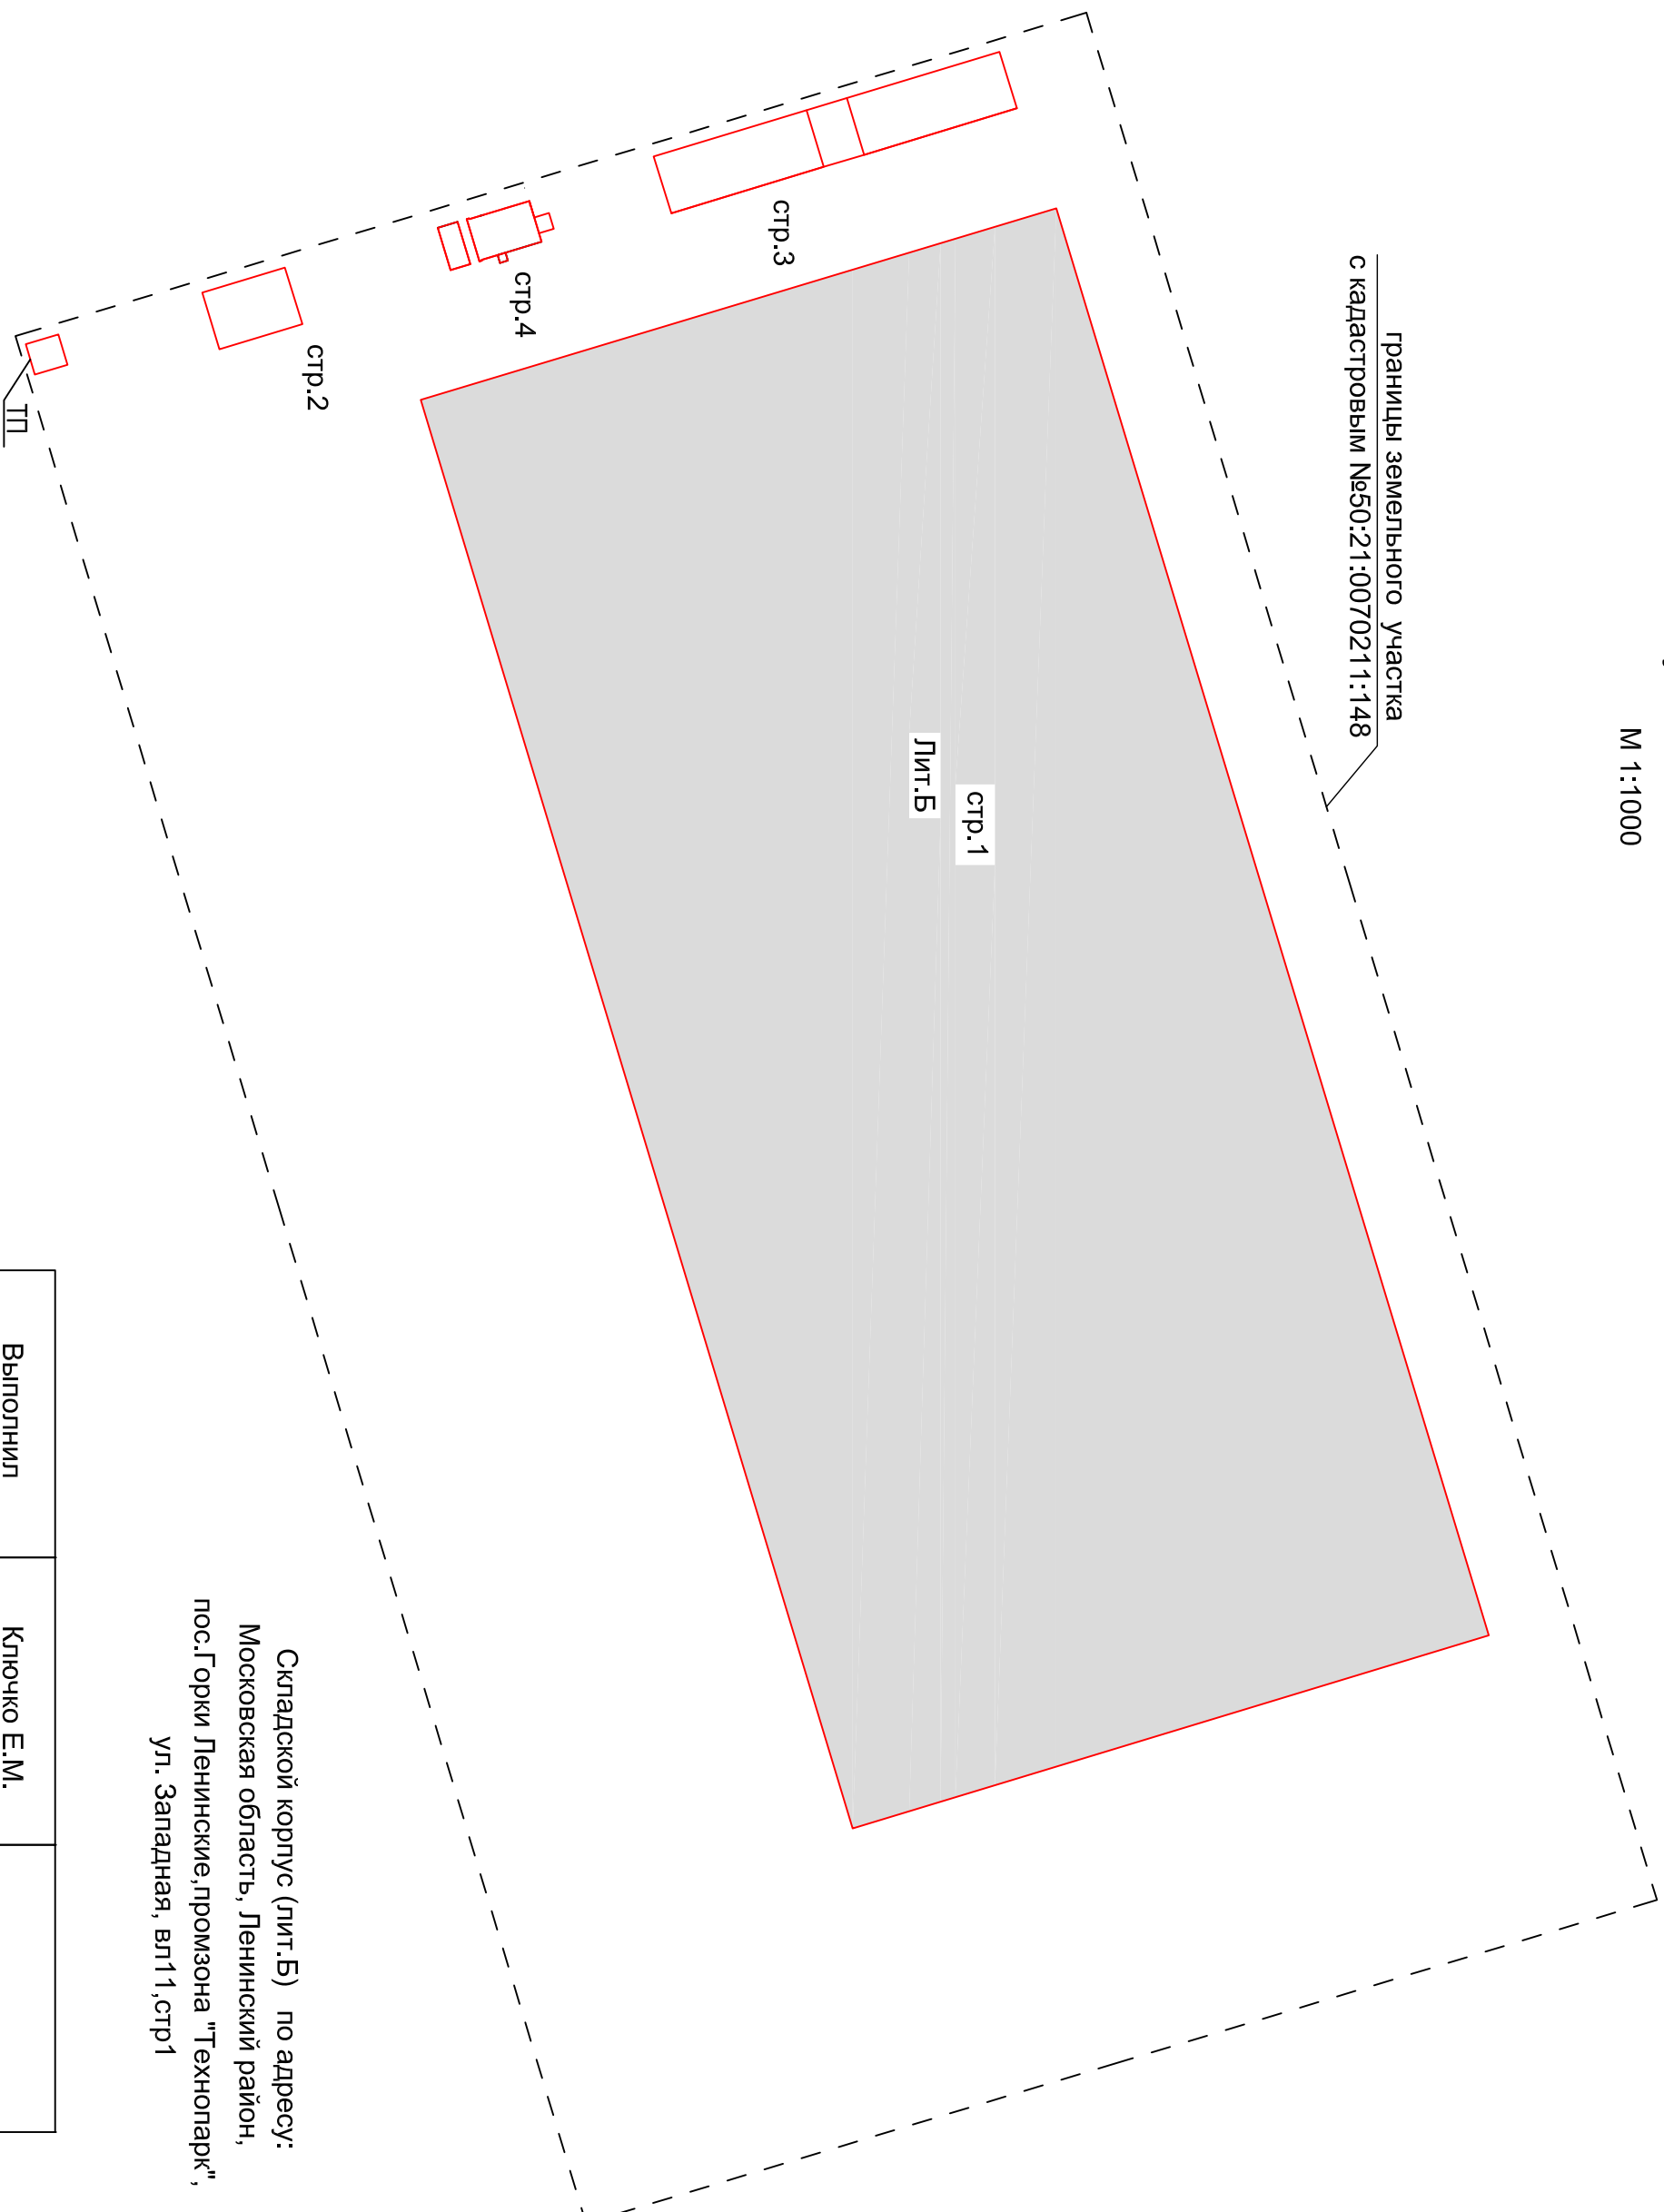 М 1:1000
границы земельного участка
с кадастровым №50:21:0070211:148
стр.1
Лит.Б
стр.3
стр.4
стр.2
ТП
Складской корпус (лит.Б) по адресу:
Московская область, Ленинский район,
пос.Горки Ленинские,промзона "Технопарк",
ул. Западная, вл11,стр1
Выполнил
Ключко Е.М.